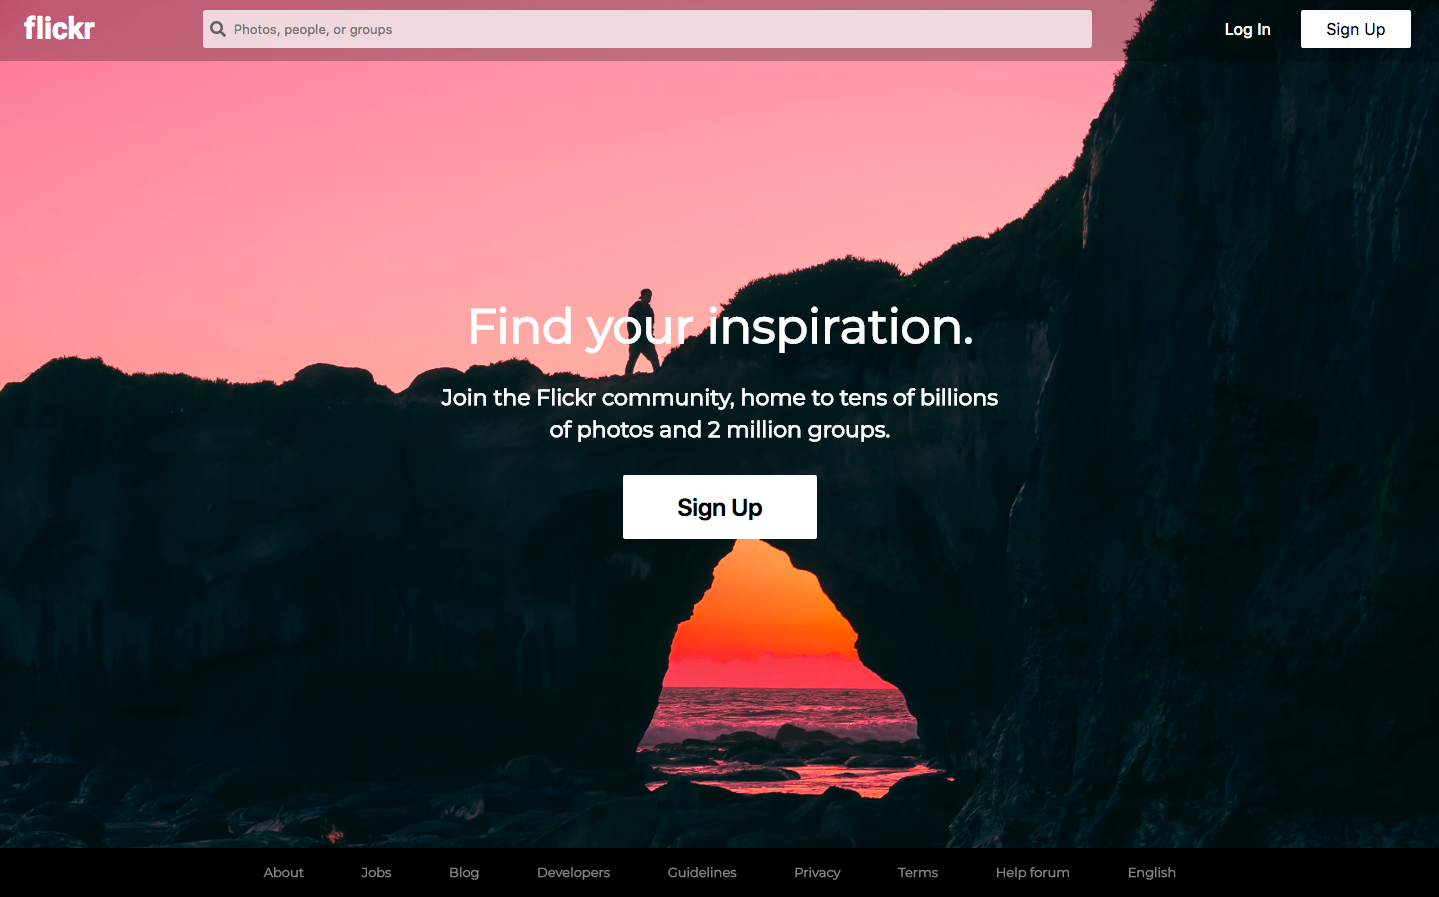 flickr
Photos, people, or groups
Log In
Sign Up
Find your inspiration.
Join the Flickr community, home to tens of billions
of photos and 2 million groups.
Sign Up
About Jobs Blog Developers Guidelines Privacy Terms Help forum English